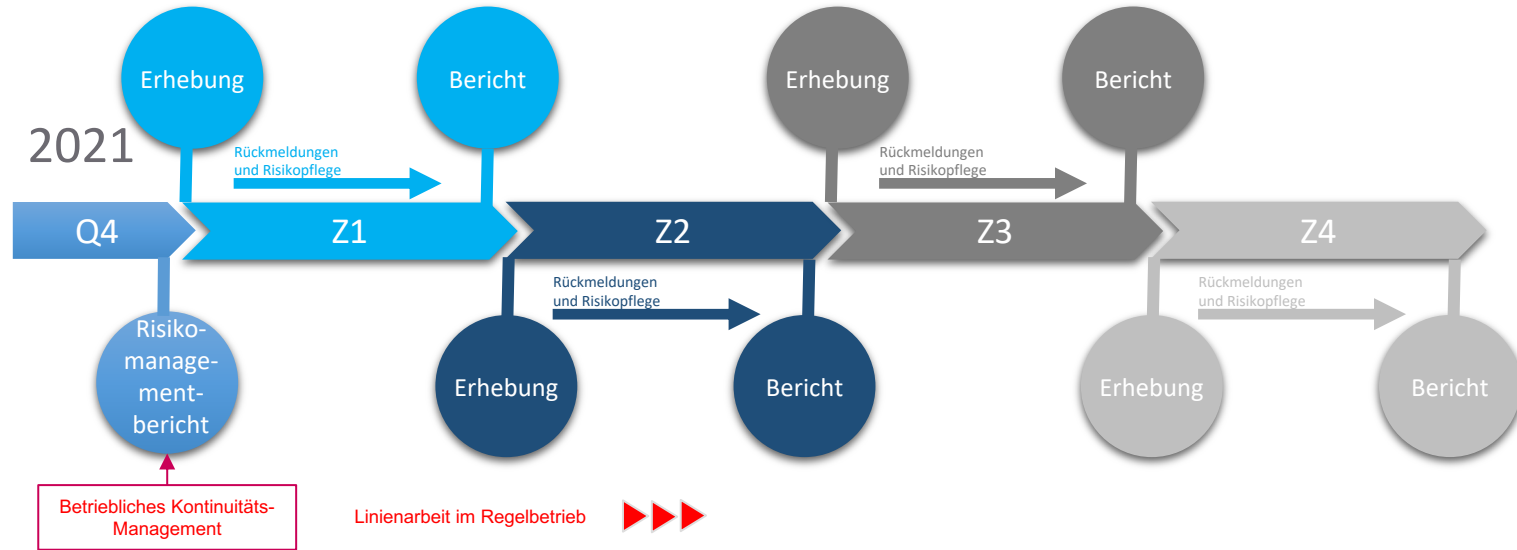 Erhebung
Bericht
Erhebung
Bericht
2021
Rückmeldungen
und Risikopflege
Rückmeldungen
und Risikopflege
Q4
Z1
Z2
Z3
Z4
Rückmeldungen
und Risikopflege
Rückmeldungen
und Risikopflege
Risiko-
manage-
ment-
bericht
Erhebung
Bericht
Erhebung
Bericht
Betriebliches Kontinuitäts-
Management
Linienarbeit im Regelbetrieb